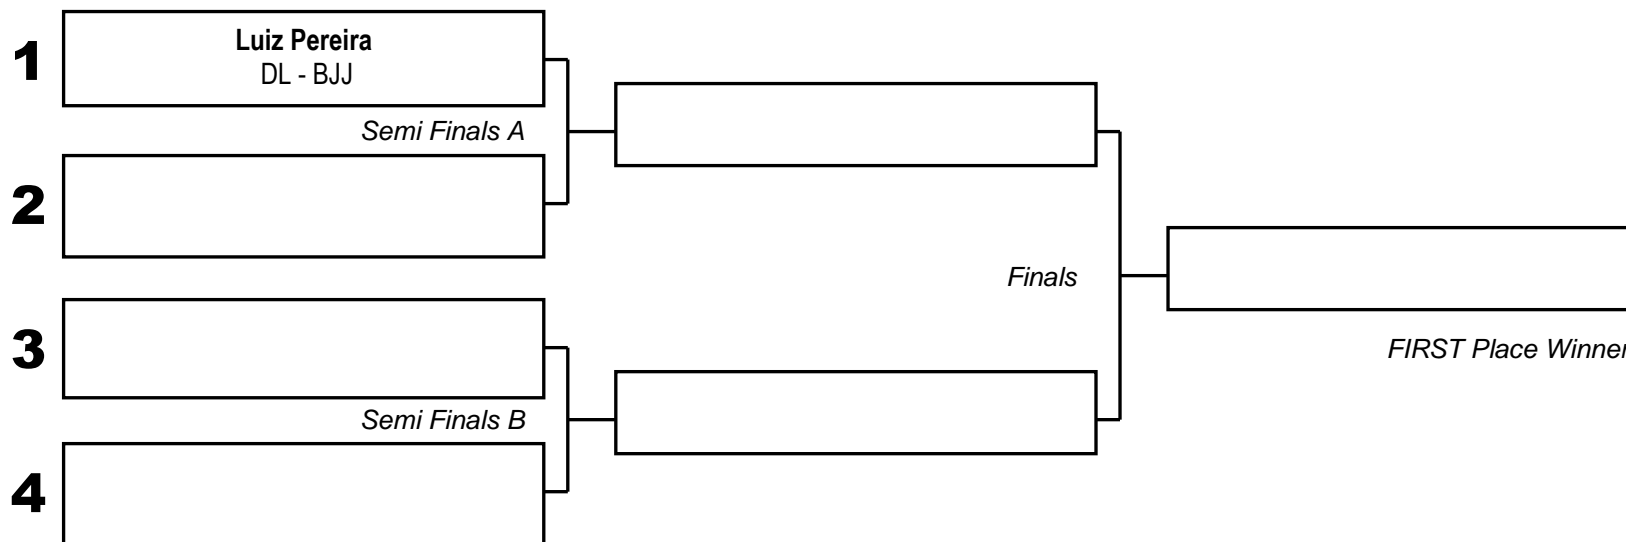 1
Luiz Pereira
DL - BJJ
Semi Finals A
2
Finals
3
FIRST Place Winner
Semi Finals B
4